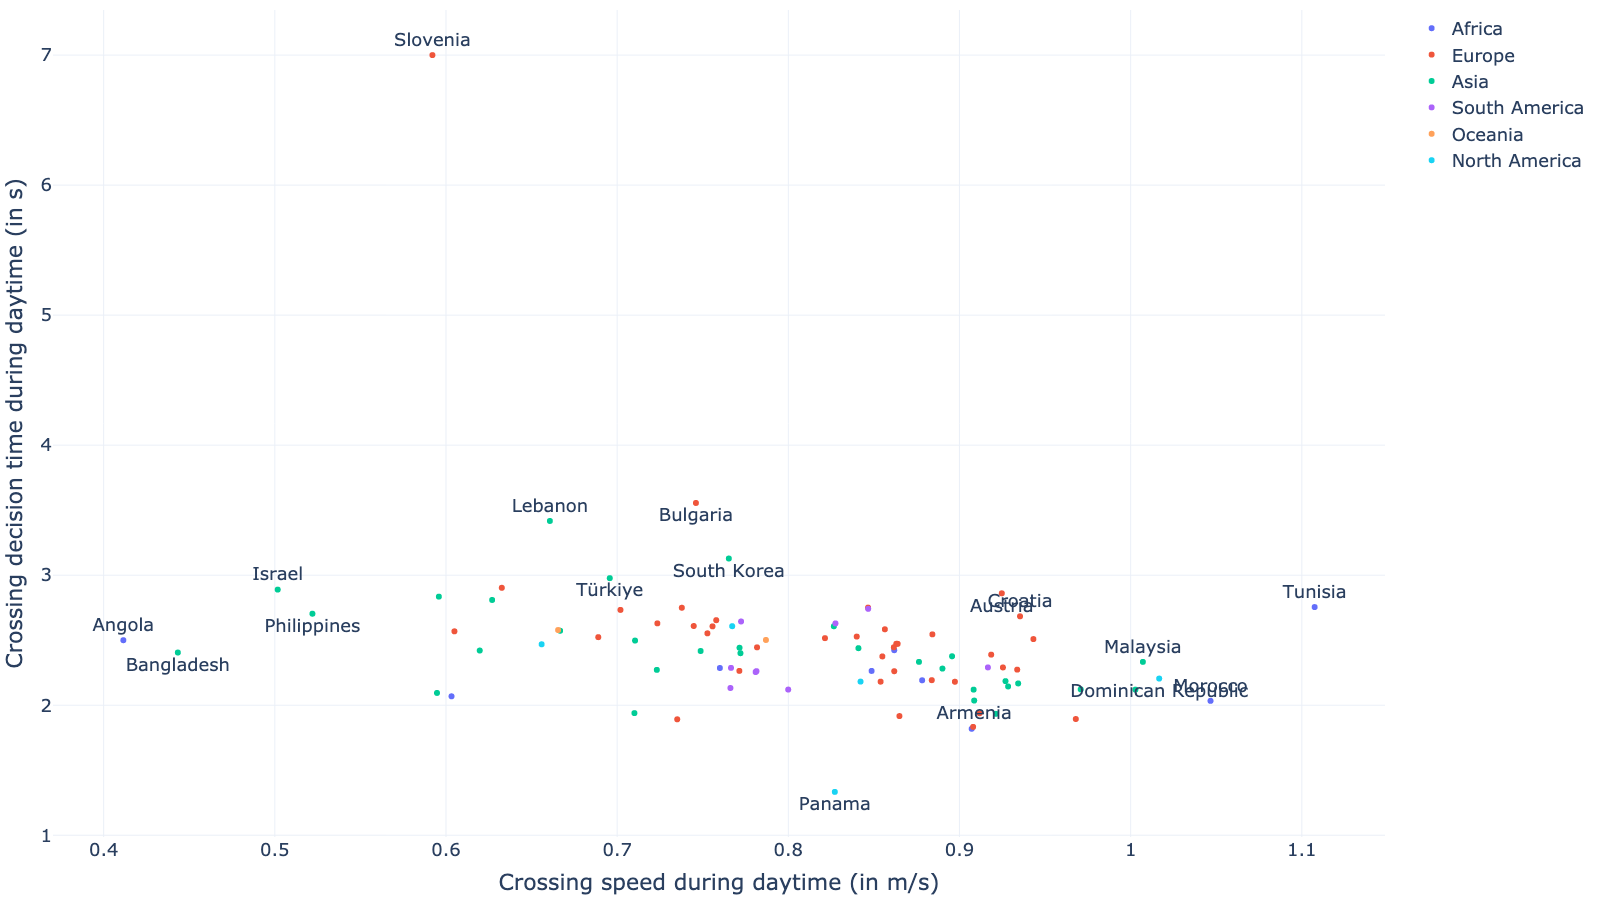 Slovenia
Lebanon
Bulgaria
South Korea
Israel
Türkiye
Philippines
Angola
Bangladesh
Croatia
Austria
Tunisia
Malaysia
Morocco
Dominican Republic
Armenia
Panama
7
6
5
4
3
2
1
0.4
0.5
0.6
0.7
0.8
0.9
1
1.1
Crossing speed during daytime (in m/s)
Crossing decision time during daytime (in s)
Africa
Europe
Asia
South America
Oceania
North America